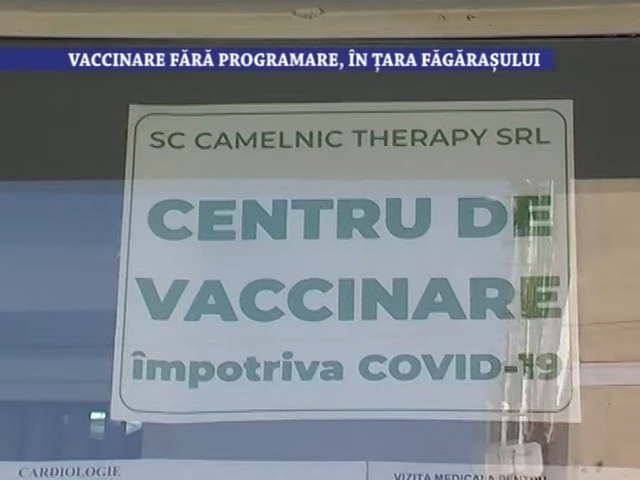 VACCINARE FĂRĂ PROGRAMARE, ÎN ȚARA FĂGĂRAȘULUI
SC CAMELNIC THERAPY SRL
CENTRU DE
VACCINARE
împotriva COVID-19
CARDIOLOGIE
VIZITA MEDICALA PENTRU